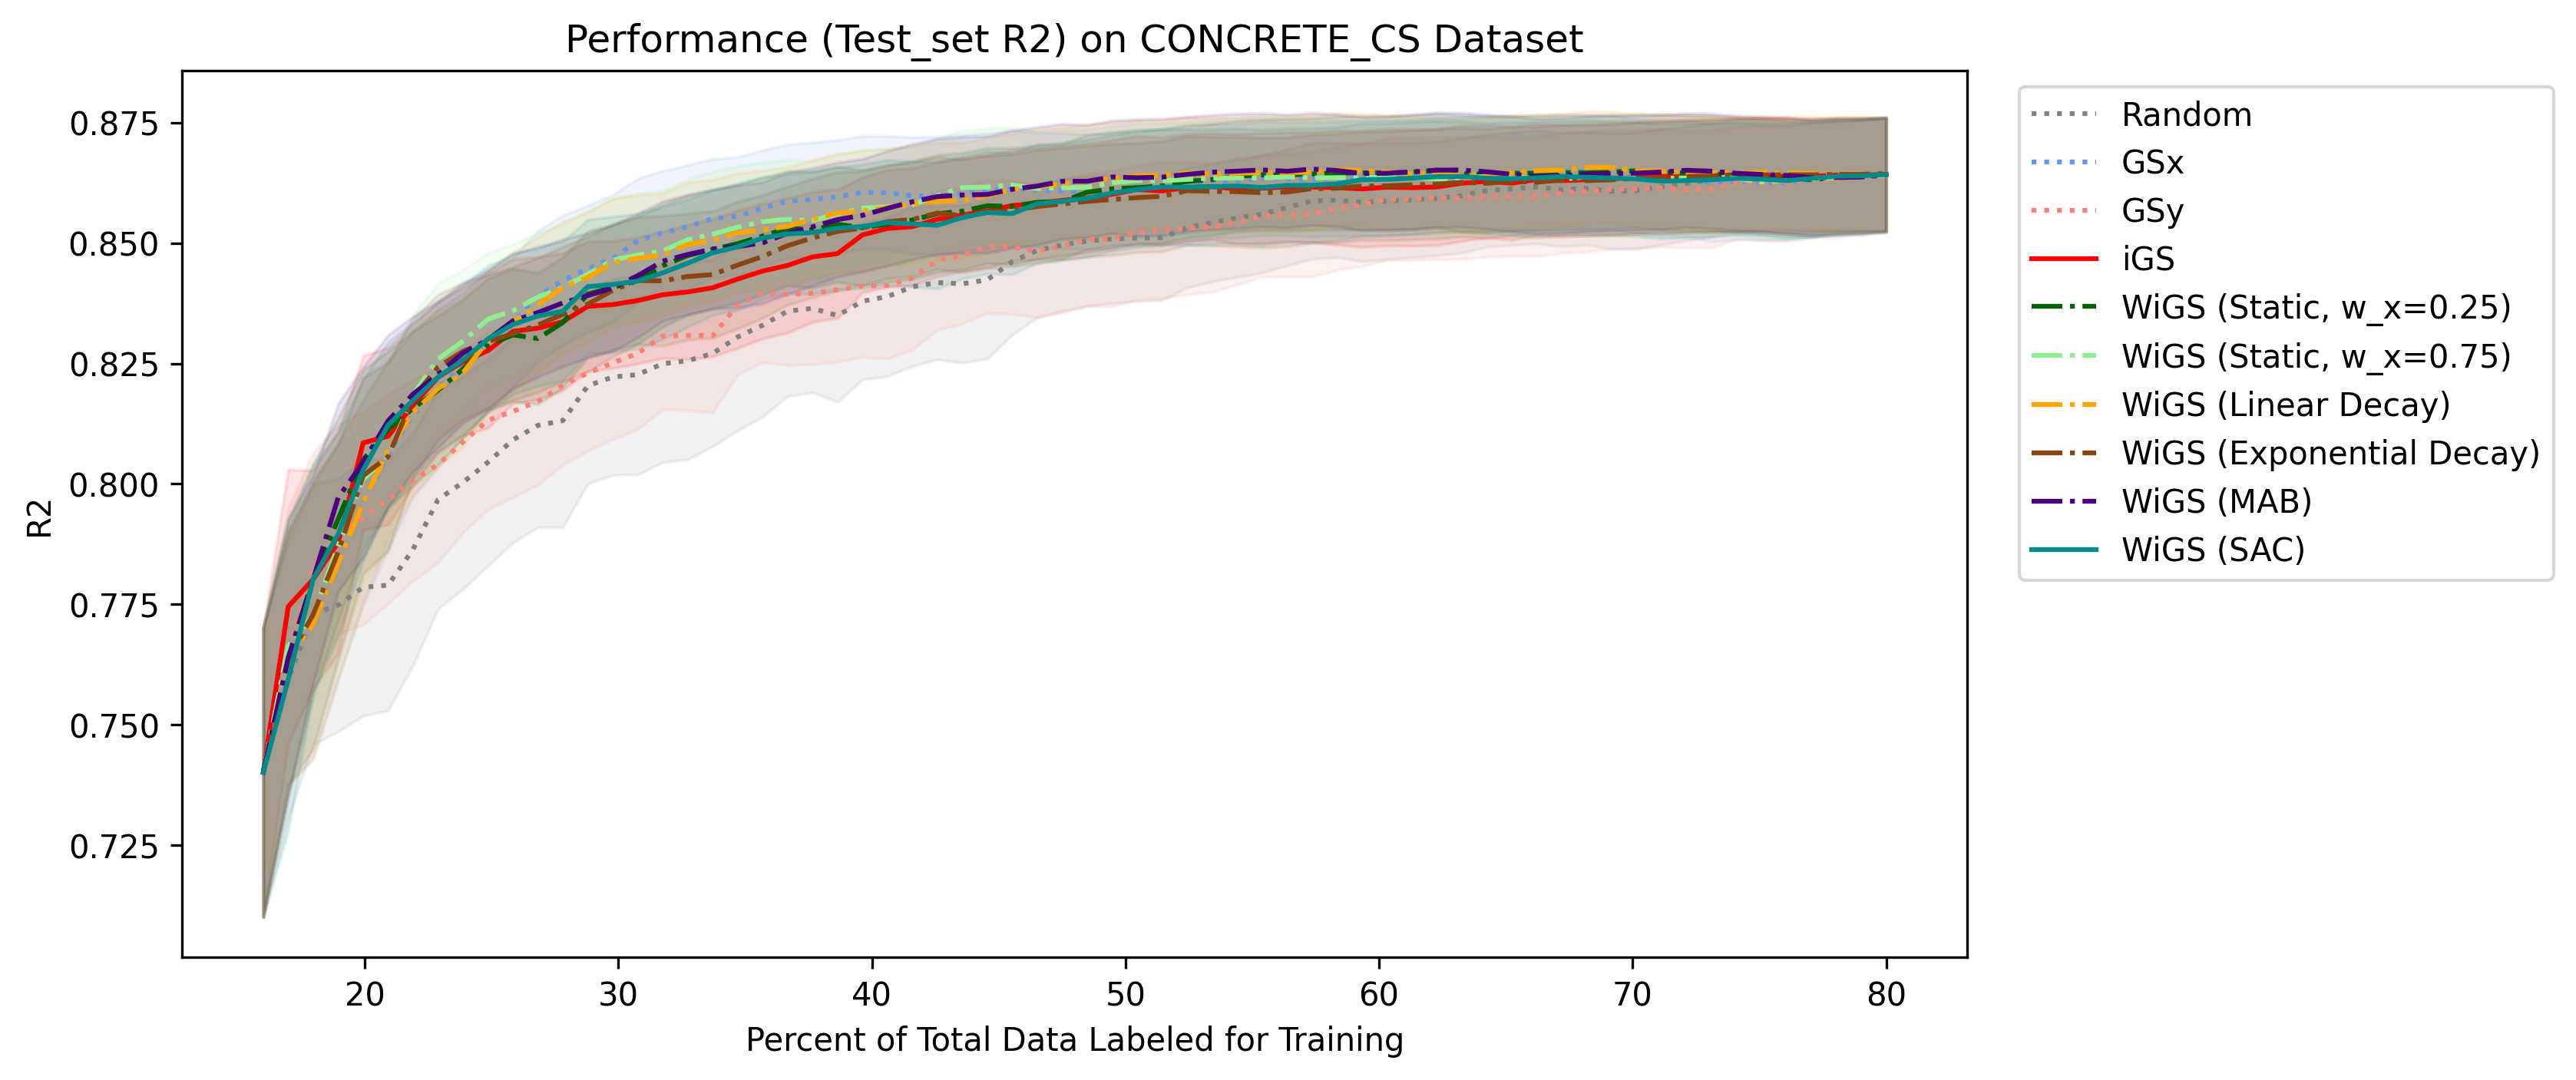 Performance (Test_set R2) on CONCRETE_CS Dataset
R2
0.875
0.850
0.825
0.800
0.775
0.750
0.725
20 30 40 50 60 70 80
Percent of Total Data Labeled for Training
Random
GSx
GSy
iGS
WiGS (Static, w_x=0.25)
WiGS (Static, w_x=0.75)
WiGS (Linear Decay)
WiGS (Exponential Decay)
WiGS (MAB)
WiGS (SAC)